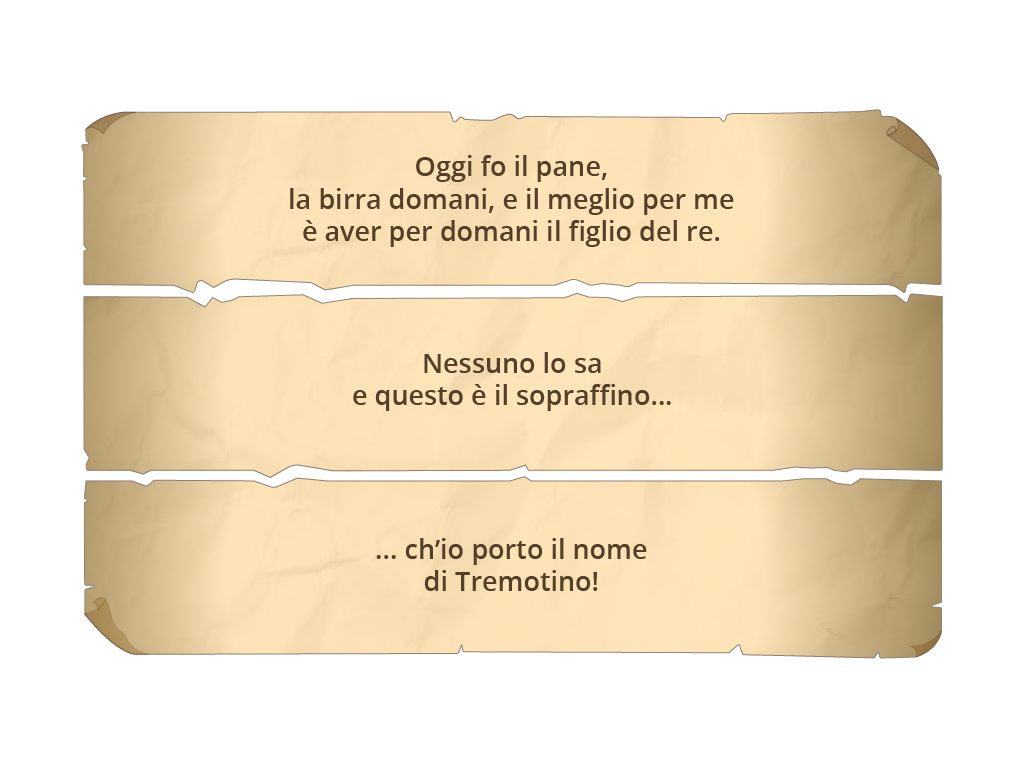 Oggi fo il pane,
la birra domani, e il meglio per me
è aver per domani il figlio del re.
Nessuno lo sa
e questo è il sopraffino...
... ch’io porto il nome
di Tremotino!